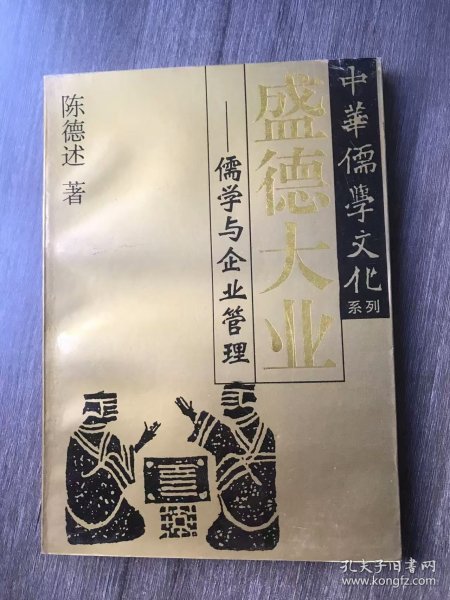 中華儒學文化
系列
盛德大业
——儒学与企业管理
陈德述 著
孔夫子旧书网
www.kongfz.com